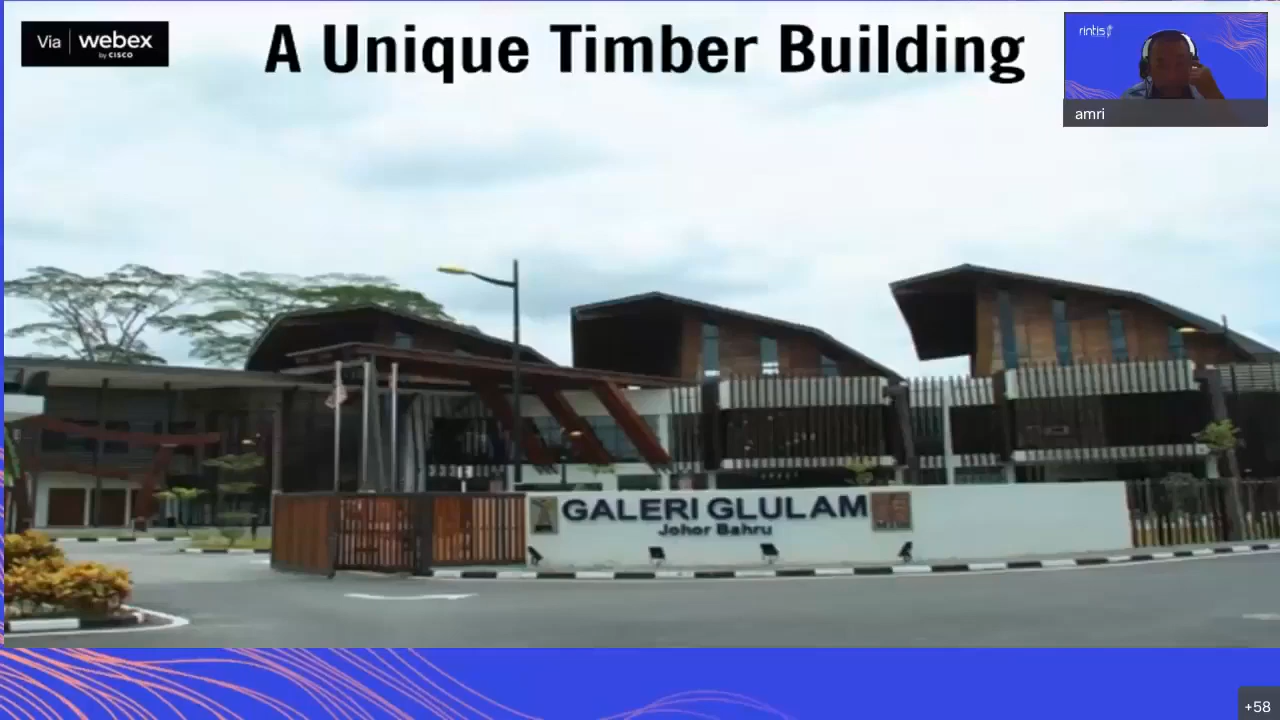 Via webex
by CISCO
A Unique Timber Building
rintis
amri
GALERI GLULAM
Johor Bahru
+58